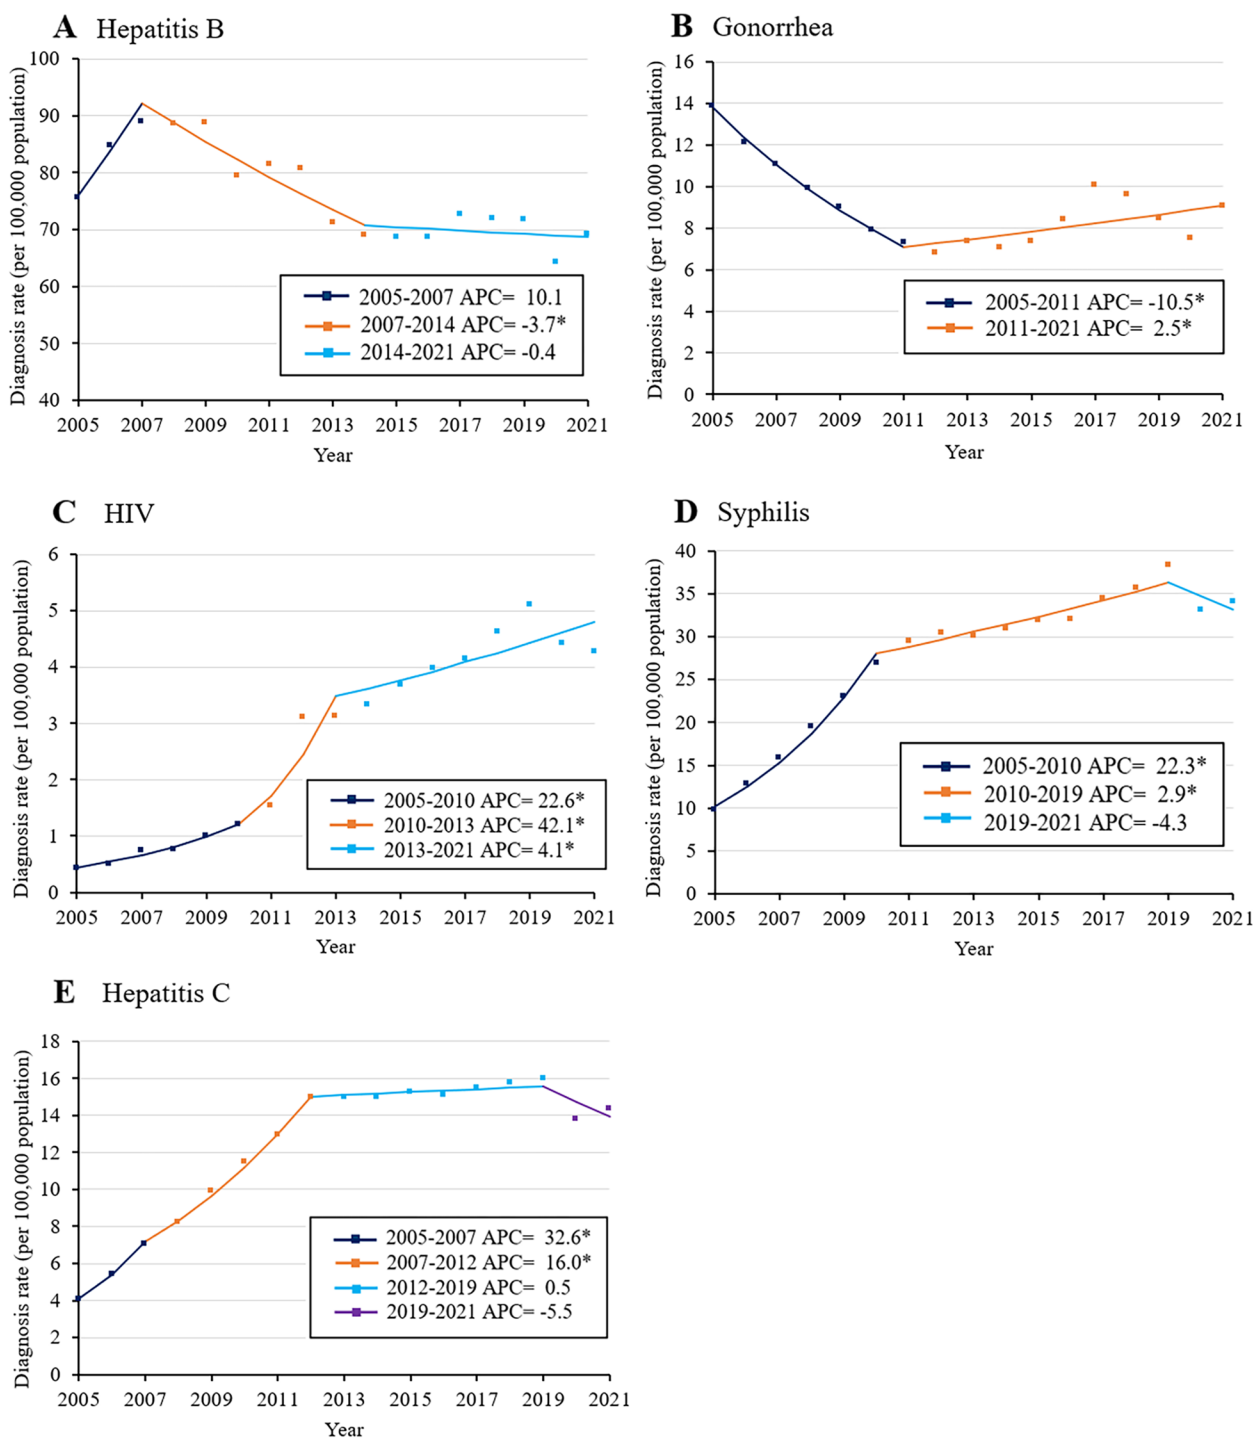 A Hepatitis B
Diagnosis rate (per 100,000 population)
100
90
80
70
60
50
40
2005-2007 APC= 10.1
2007-2014 APC= -3.7*
2014-2021 APC= -0.4
2005 2007 2009 2011 2013 2015 2017 2019 2021
Year
B Gonorrhea
Diagnosis rate (per 100,000 population)
16
14
12
10
8
6
4
2
0
2005-2011 APC= -10.5*
2011-2021 APC= 2.5*
2005 2007 2009 2011 2013 2015 2017 2019 2021
Year
C HIV
Diagnosis rate (per 100,000 population)
6
5
4
3
2
1
0
2005-2010 APC= 22.6*
2010-2013 APC= 42.1*
2013-2021 APC= 4.1*
2005 2007 2009 2011 2013 2015 2017 2019 2021
Year
D Syphilis
Diagnosis rate (per 100,000 population)
40
35
30
25
20
15
10
5
0
2005-2010 APC= 22.3*
2010-2019 APC= 2.9*
2019-2021 APC= -4.3
2005 2007 2009 2011 2013 2015 2017 2019 2021
Year
E Hepatitis C
Diagnosis rate (per 100,000 population)
18
16
14
12
10
8
6
4
2
0
2005-2007 APC= 32.6*
2007-2012 APC= 16.0*
2012-2019 APC= 0.5
2019-2021 APC= -5.5
2005 2007 2009 2011 2013 2015 2017 2019 2021
Year